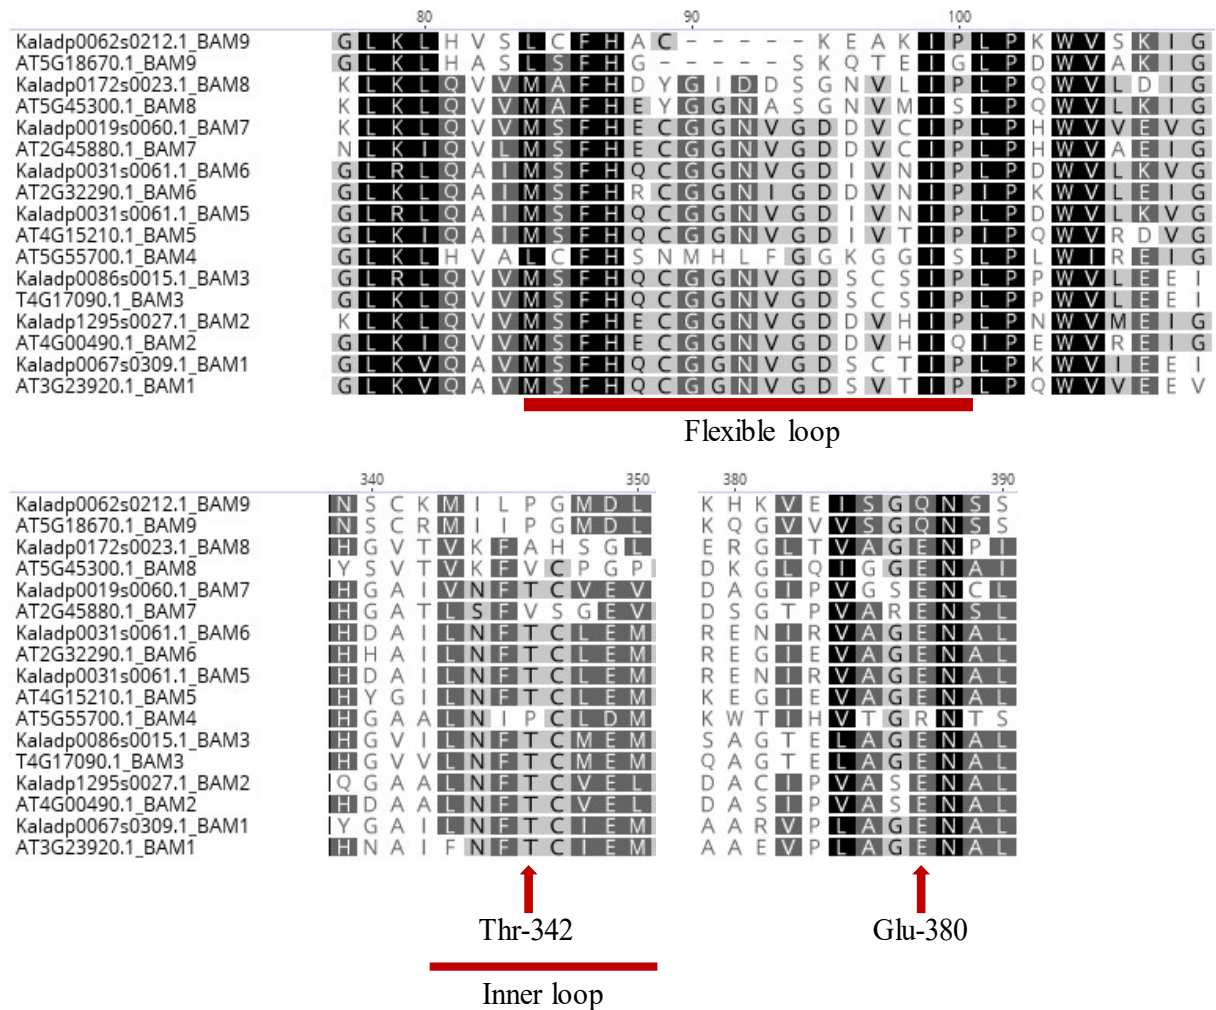 80 90 100
Kaladp0062s0212.1_BAM9 G L K L H V S L C F H A C - - - - - K E A K I P L P K W V S K I G
AT5G18670.1_BAM9 G L K L H A S L S F H G - - - - - S K Q T E I G L P D W V A K I G
Kaladp0172s0023.1_BAM8 K L K L Q V V M A F H D Y G I D D S G N V L I P L P Q W V L D I G
AT5G45300.1_BAM8 K L K L Q V V M A F H E Y G G N A S G N V M I S L P Q W V L K I G
Kaladp0019s0060.1_BAM7 K L K L Q V V M S F H E C G G N V G D D V C I P L P H W V V E V G
AT2G45880.1_BAM7 N L K I Q V L M S F H E C G G N V G D D V C I P L P H W V A E I G
Kaladp0031s0061.1_BAM6 G L R L Q A I M S F H Q C G G N V G D I V N I P L P D W V L K V G
AT2G32290.1_BAM6 G L K L Q A I M S F H R C G G N I G D D V N I P I P K W V L E I G
Kaladp0031s0061.1_BAM5 G L R L Q A I M S F H Q C G G N V G D I V N I P L P D W V L K V G
AT4G15210.1_BAM5 G L K I Q A I M S F H Q C G G N V G D I V T I P I P Q W V R D V G
AT5G55700.1_BAM4 G L K L H V A L C F H S N M H L F G G K G G I S L P L W I R E I G
Kaladp0086s0015.1_BAM3 G L R L Q V V M S F H Q C G G N V G D S C S I P L P P W V L E E I
T4G17090.1_BAM3 G L K L Q V V M S F H Q C G G N V G D S C S I P L P P W V L E E I
Kaladp1295s0027.1_BAM2 K L K L Q V V M S F H E C G G N V G D D V H I P L P N W V M E I G
AT4G00490.1_BAM2 G L K I Q V V M S F H E C G G N V G D D V H I Q I P E W V R E I G
Kaladp0067s0309.1_BAM1 G L K V Q A V M S F H Q C G G N V G D S C T I P L P K W V I E E I
AT3G23920.1_BAM1 G L K V Q A V M S F H Q C G G N V G D S V T I P L P Q W V V E E V
Flexible loop
340 350 380 390
Kaladp0062s0212.1_BAM9 N S C K M I L P G M D L K H K V E I S G Q N S S
AT5G18670.1_BAM9 N S C R M I I P G M D L K Q G V V V S G Q N S S
Kaladp0172s0023.1_BAM8 H G V T V K F A H S G L E R G L T V A G E N P I
AT5G45300.1_BAM8 Y S V T V K F V C P G P D K G L Q I G G E N A I
Kaladp0019s0060.1_BAM7 H G A I V N F T C V E V D A G I P V G S E N C L
AT2G45880.1_BAM7 H G A T L S F V S G E V D S G T P V A R E N S L
Kaladp0031s0061.1_BAM6 H D A I L N F T C L E M R E N I R V A G E N A L
AT2G32290.1_BAM6 H H A I L N F T C L E M R E G I E V A G E N A L
Kaladp0031s0061.1_BAM5 H D A I L N F T C L E M R E N I R V A G E N A L
AT4G15210.1_BAM5 H Y G I L N F T C L E M K E G I E V A G E N A L
AT5G55700.1_BAM4 H G A A L N I P C L D M K W T I H V T G R N T S
Kaladp0086s0015.1_BAM3 H G V I L N F T C M E M S A G T E L A G E N A L
T4G17090.1_BAM3 H G V V L N F T C M E M Q A G T E L A G E N A L
Kaladp1295s0027.1_BAM2 Q G A A L N F T C V E L D A C I P V A S E N A L
AT4G00490.1_BAM2 H D A A L N F T C V E L D A S I P V A S E N A L
Kaladp0067s0309.1_BAM1 Y G A I L N F T C I E M A A R V P L A G E N A L
AT3G23920.1_BAM1 H N A I F N F T C I E M A A E V P L A G E N A L
Thr-342 Glu-380
Inner loop